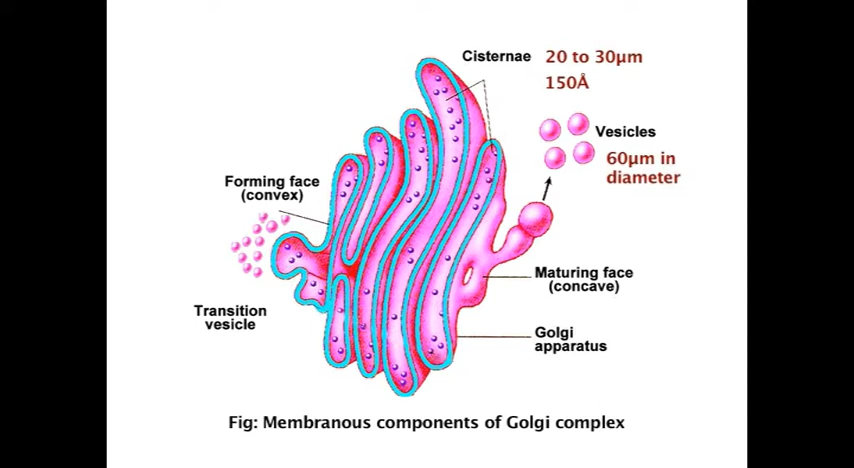 Cisternae 20 to 30μm
150Å
Vesicles
60μm in
diameter
Forming face
(convex)
Transition
vesicle
Maturing face
(concave)
Golgi
apparatus
Fig: Membranous components of Golgi complex